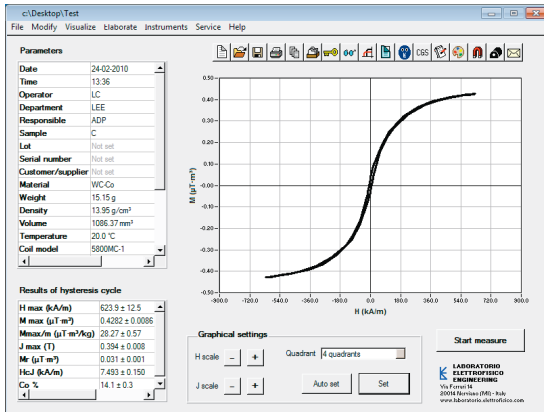 c:\Desktop\Test
File Modify Visualize Elaborate Instruments Service Help
Parameters
Date 24-02-2010
Time 13:36
Operator LC
Department LEE
Responsible ADP
Sample C
Lot Not set
Serial number Not set
Customer/supplier Not set
Material WC-Co
Weight 15.15 g
Density 13.95 g/cm³
Volume 1086.37 mm³
Temperature 20.0 °C
Coil model 5800MC-1
Results of hysteresis cycle
H max (kA/m) 623.9 ± 12.5
M max (µT·m³) 0.4282 ± 0.0086
Mmax/m (µT·m³/kg) 28.27 ± 0.57
J max (T) 0.394 ± 0.008
Mr (µT·m³) 0.031 ± 0.001
HcJ (kA/m) 7.493 ± 0.150
Co % 14.1 ± 0.3
CGS
0.50
0.40
0.30
0.20
0.10
-0.00
-0.10
-0.20
-0.30
-0.40
-0.50
M (µT·m³)
-900.0 -720.0 -540.0 -360.0 -180.0 0.0 180.0 360.0 540.0 720.0 900.0
H (kA/m)
Graphical settings
H scale - +
Quadrant 4 quadrants
J scale - +
Auto set
Set
Start measure
LABORATORIO
ELETTROFISICO
ENGINEERING
Via Ferrari 14
20014 Nerviano (MI) - Italy
www.laboratorio.elettrofisico.com